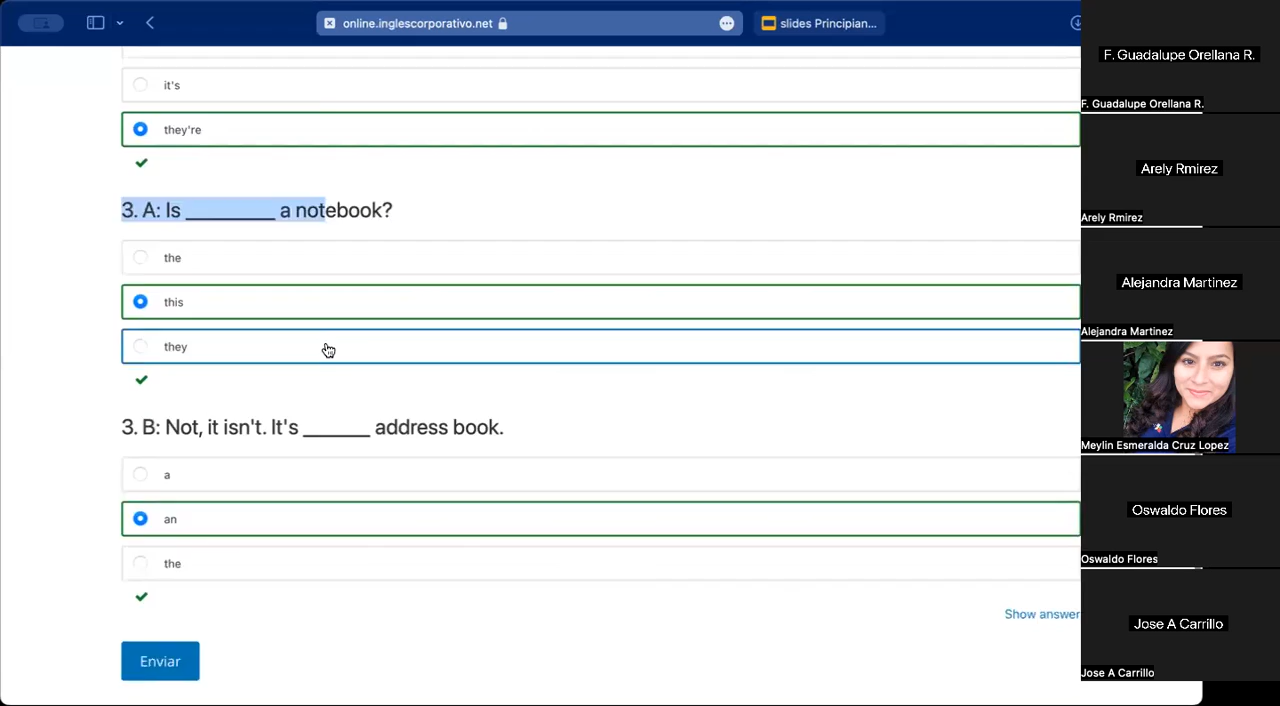 online.inglescorporativo.net
slides Principian...
it's
they're
3. A: Is __________ a notebook?
the
this
they
3. B: Not, it isn't. It's _______ address book.
a
an
the
Show answer
Enviar
F. Guadalupe Orellana R.
F. Guadalupe Orellana R.
Arely Rmirez
Arely Rmirez
Alejandra Martinez
Alejandra Martinez
Meylin Esmeralda Cruz Lopez
Oswaldo Flores
Oswaldo Flores
Jose A Carrillo
Jose A Carrillo